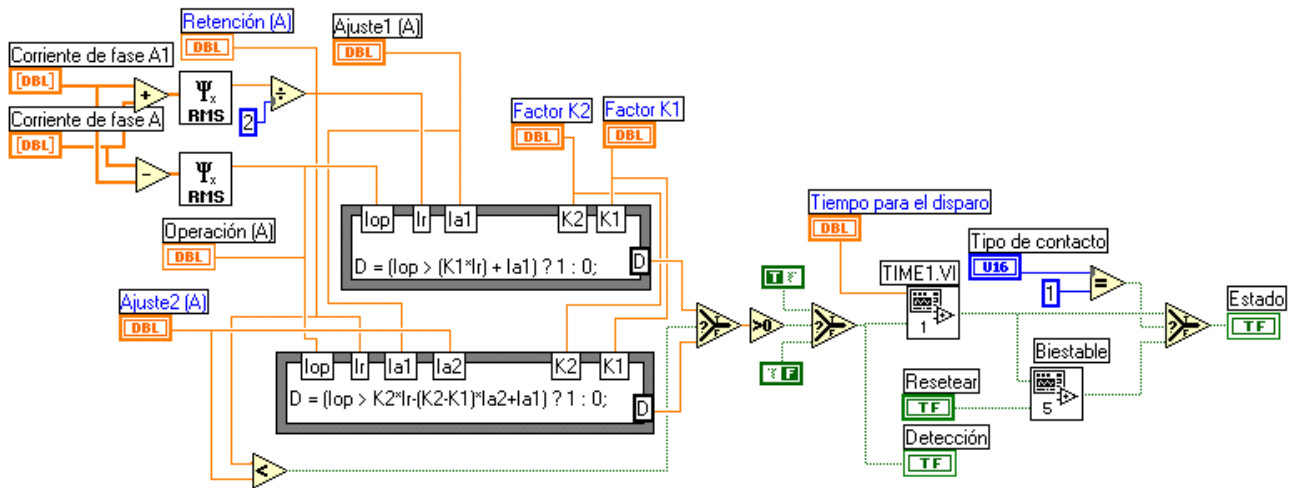 Retención (A)
DBL
Ajuste1 (A)
DBL
Corriente de fase A1
[DBL]
Corriente de fase A
[DBL]
+
Ψx
RMS
÷
2
−
Ψx
RMS
Factor K2
DBL
Factor K1
DBL
Operación (A)
DBL
Iop Ir Ia1 K2 K1
D = (Iop > (K1*Ir) + Ia1) ? 1 : 0;
D
Ajuste2 (A)
DBL
Iop Ir Ia1 Ia2 K2 K1
D = (Iop > K2*Ir-(K2-K1)*Ia2+Ia1) ? 1 : 0;
D
<
? T F
>0
T F
T F
? T F
Tiempo para el disparo
DBL
TIME1.VI
1
Tipo de contacto
U16
1
=
? T F
Estado
TF
Biestable
5
Resetear
TF
Detección
TF